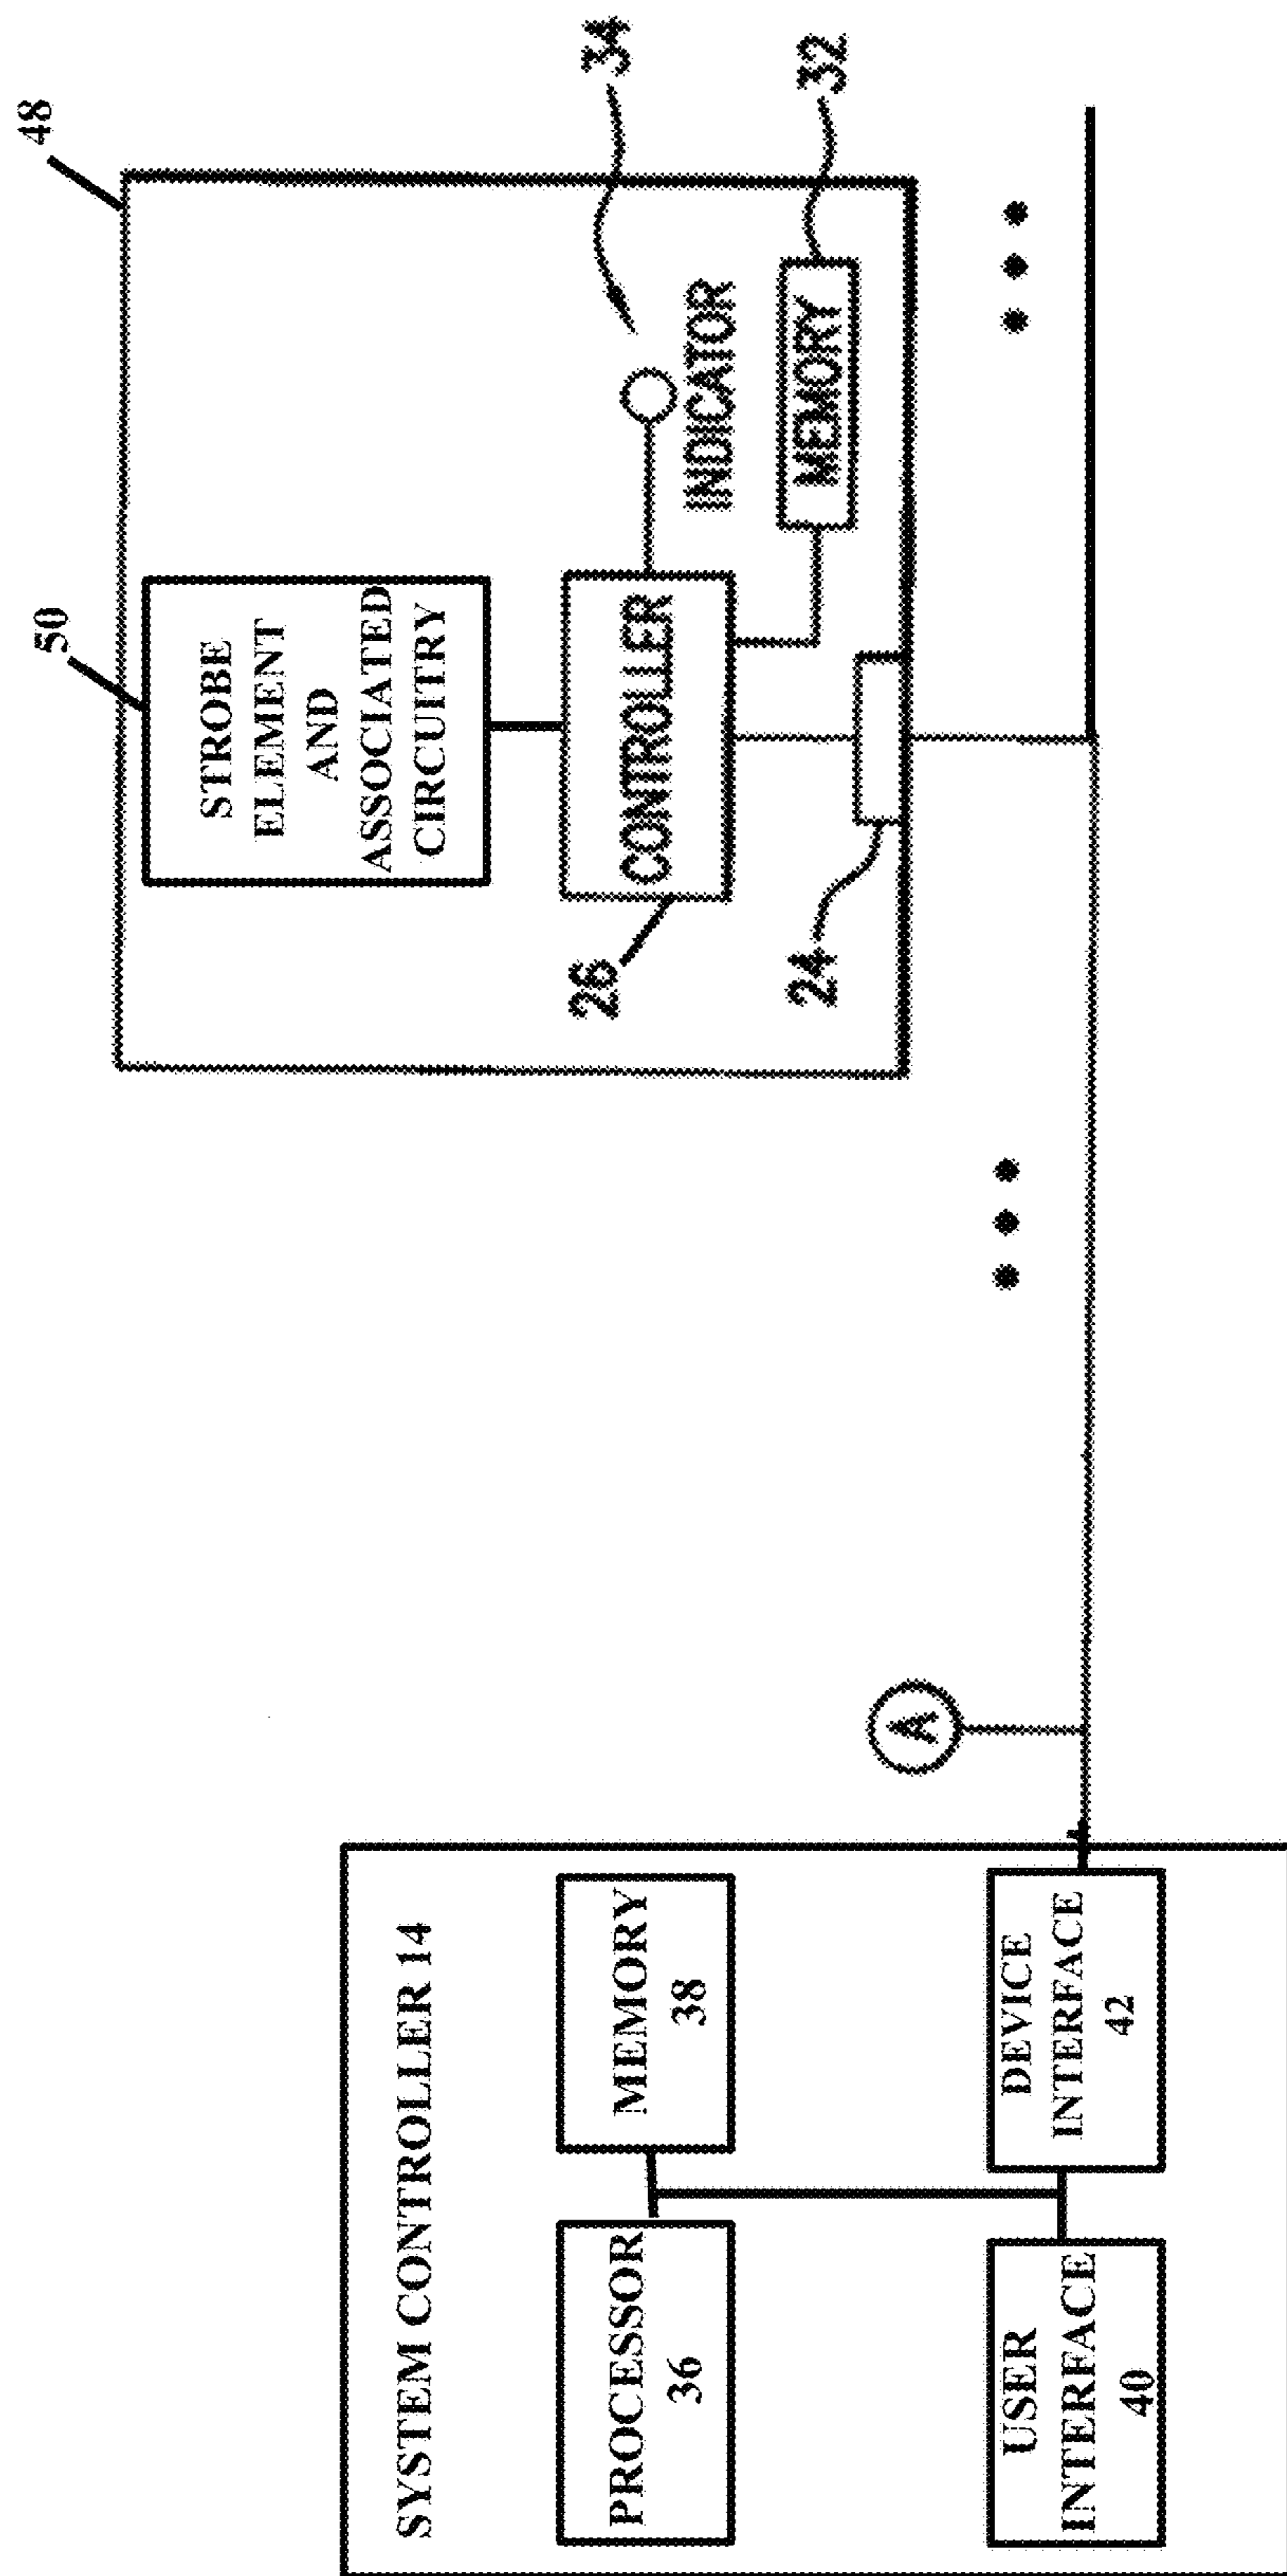 SYSTEM CONTROLLER 14
PROCESSOR
36
MEMORY
38
USER
INTERFACE
40
DEVICE
INTERFACE
42
A
48
50
STROBE
ELEMENT
AND
ASSOCIATED
CIRCUITRY
26
CONTROLLER
INDICATOR
34
MEMORY
32
24